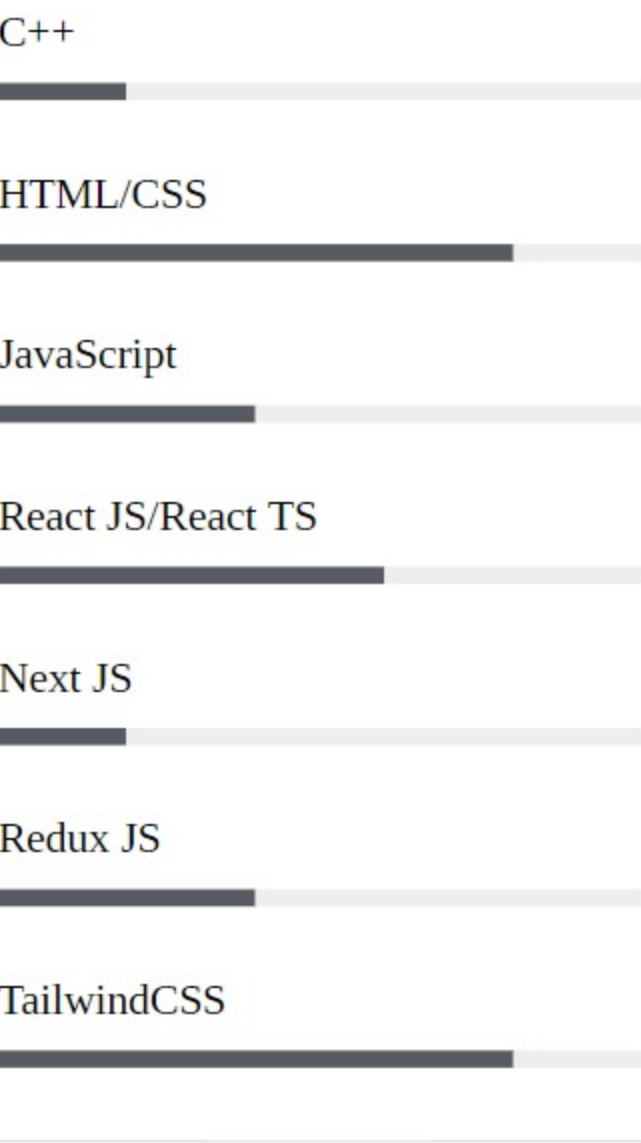 C++
HTML/CSS
JavaScript
React JS/React TS
Next JS
Redux JS
TailwindCSS